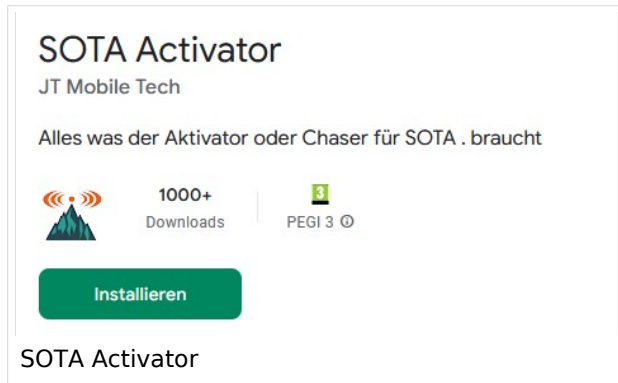 SOTA Activator
JT Mobile Tech
Alles was der Aktivator oder Chaser für SOTA . braucht
1000+
Downloads
3
PEGI 3 ⓘ
Installieren
SOTA Activator